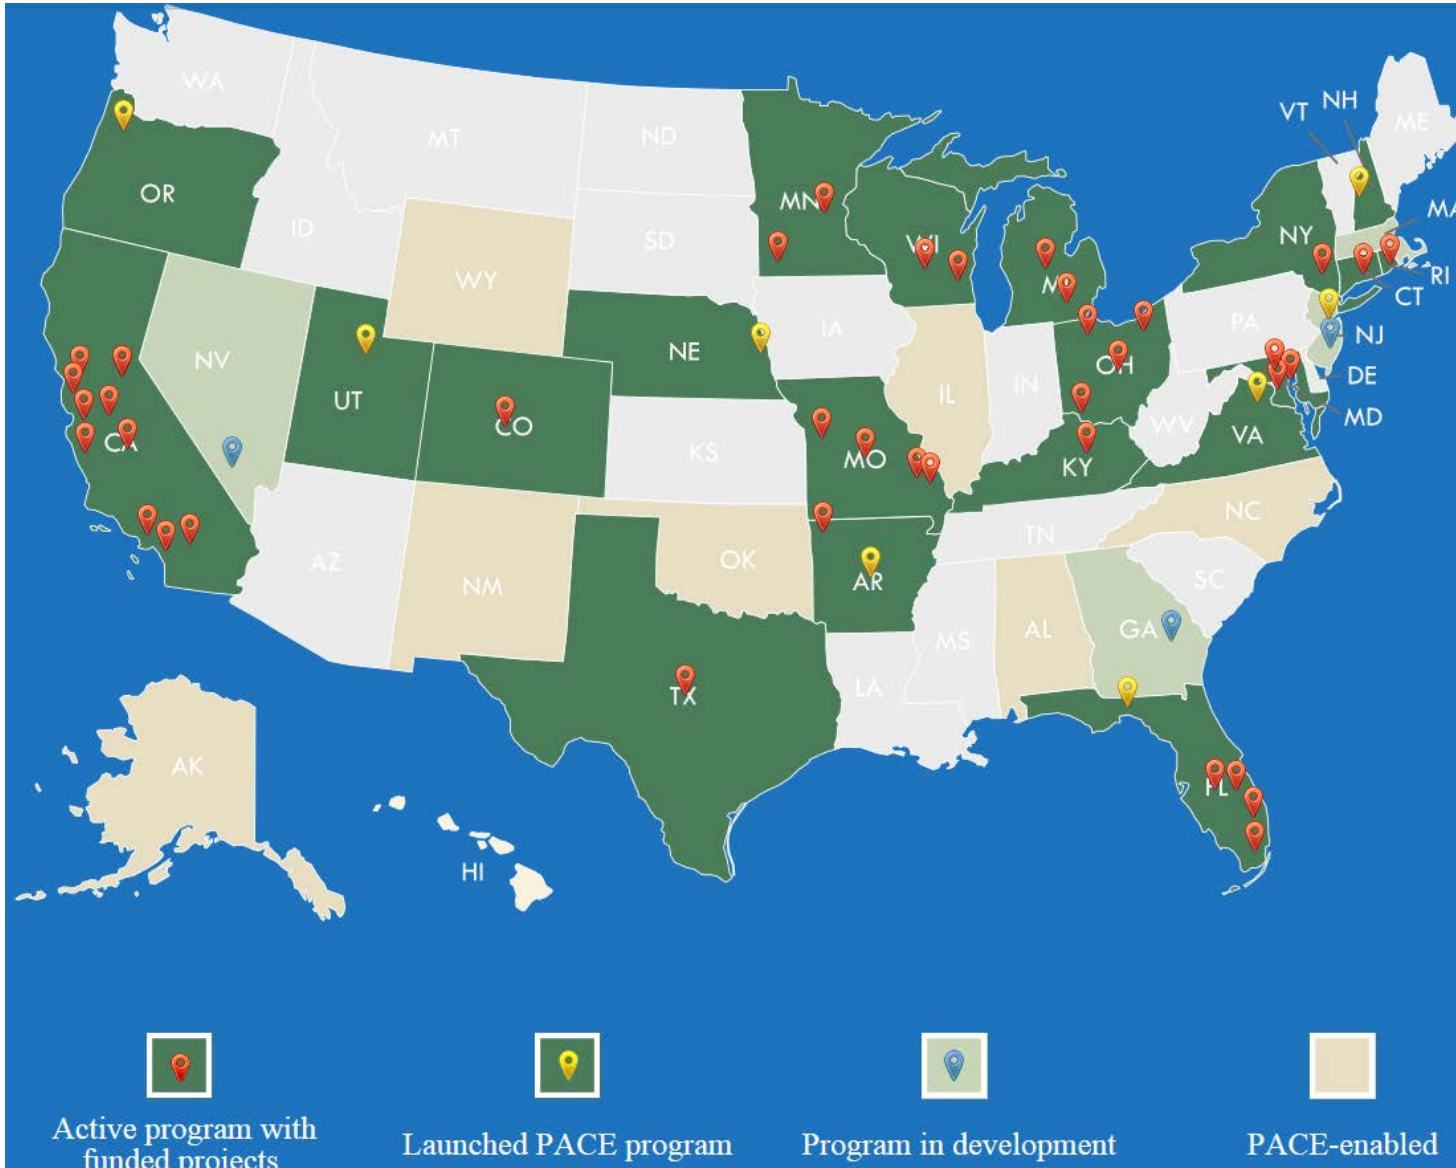 WA
MT
ND
VT
NH
ME
OR
ID
SD
MN
WI
MI
NY
MA
RI
CT
WY
NV
UT
CO
NE
IA
IL
IN
OH
PA
NJ
DE
MD
WV
VA
CA
KS
MO
KY
AZ
NM
OK
AR
TN
NC
SC
MS
AL
GA
TX
LA
FL
AK
HI
Active program with
funded projects
Launched PACE program
Program in development
PACE-enabled